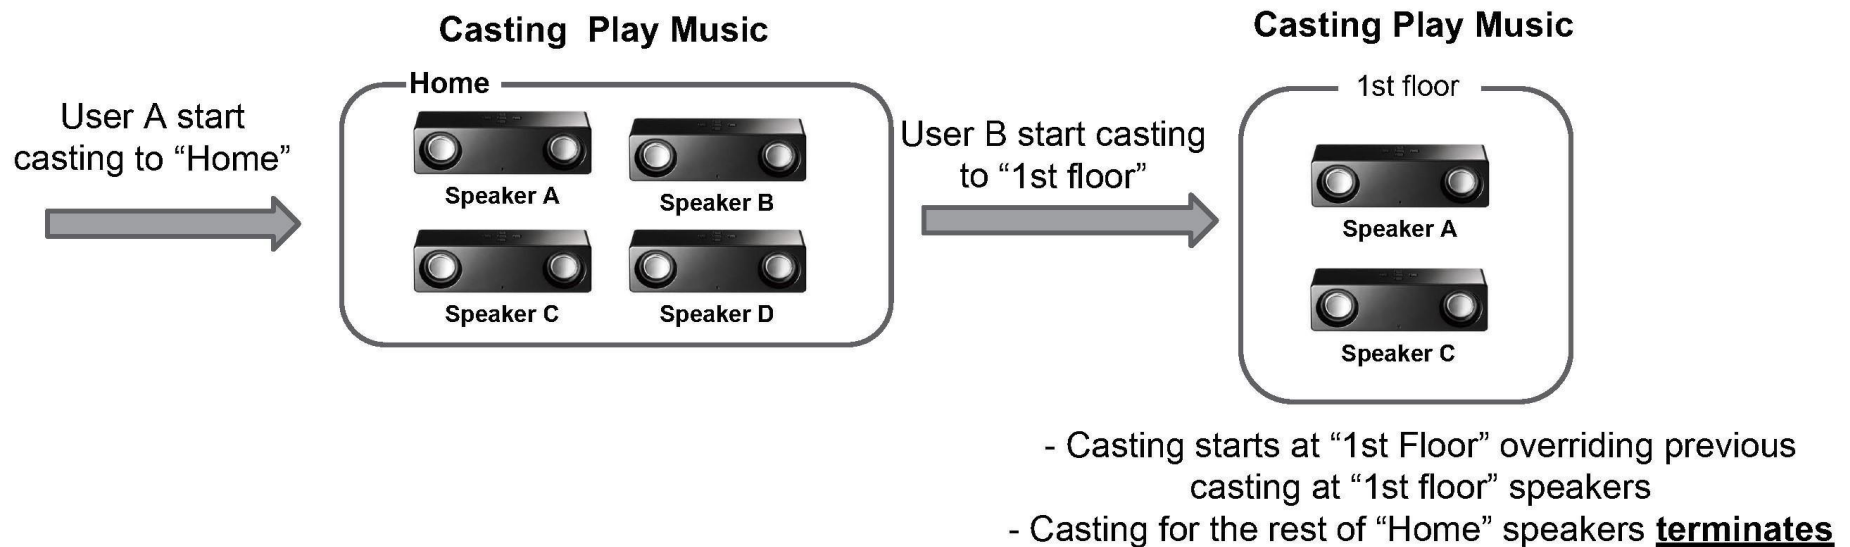 Casting Play Music
Home
User A start
casting to “Home”
Speaker A
Speaker B
Speaker C
Speaker D
User B start casting
to “1st floor”
Casting Play Music
1st floor
Speaker A
Speaker C
- Casting starts at “1st Floor” overriding previous
casting at “1st floor” speakers
- Casting for the rest of “Home” speakers terminates